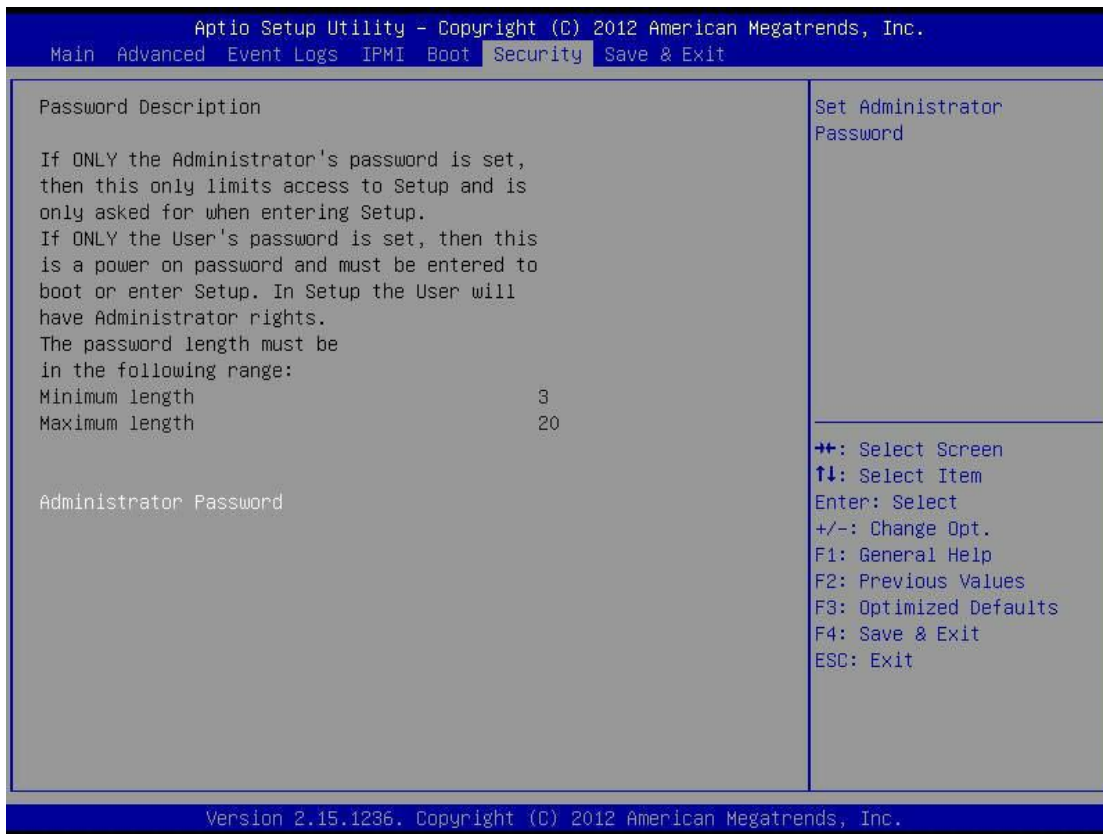 Aptio Setup Utility – Copyright (C) 2012 American Megatrends, Inc.
Main Advanced Event Logs IPMI Boot Security Save & Exit
Password Description
If ONLY the Administrator's password is set,
then this only limits access to Setup and is
only asked for when entering Setup.
If ONLY the User's password is set, then this
is a power on password and must be entered to
boot or enter Setup. In Setup the User will
have Administrator rights.
The password length must be
in the following range:
Minimum length 3
Maximum length 20
Administrator Password
Set Administrator
Password
→←: Select Screen
↑↓: Select Item
Enter: Select
+/-: Change Opt.
F1: General Help
F2: Previous Values
F3: Optimized Defaults
F4: Save & Exit
ESC: Exit
Version 2.15.1236. Copyright (C) 2012 American Megatrends, Inc.